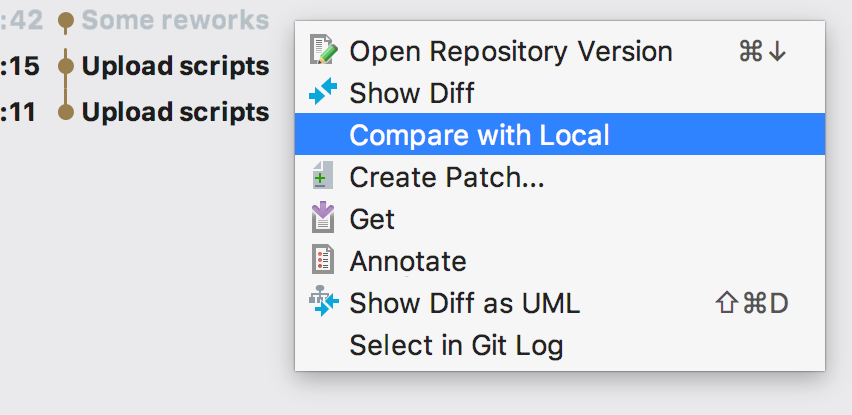 :42 Some reworks
:15 Upload scripts
:11 Upload scripts
Open Repository Version ⌘↓
Show Diff
Compare with Local
Create Patch...
Get
Annotate
Show Diff as UML ⇧⌘D
Select in Git Log